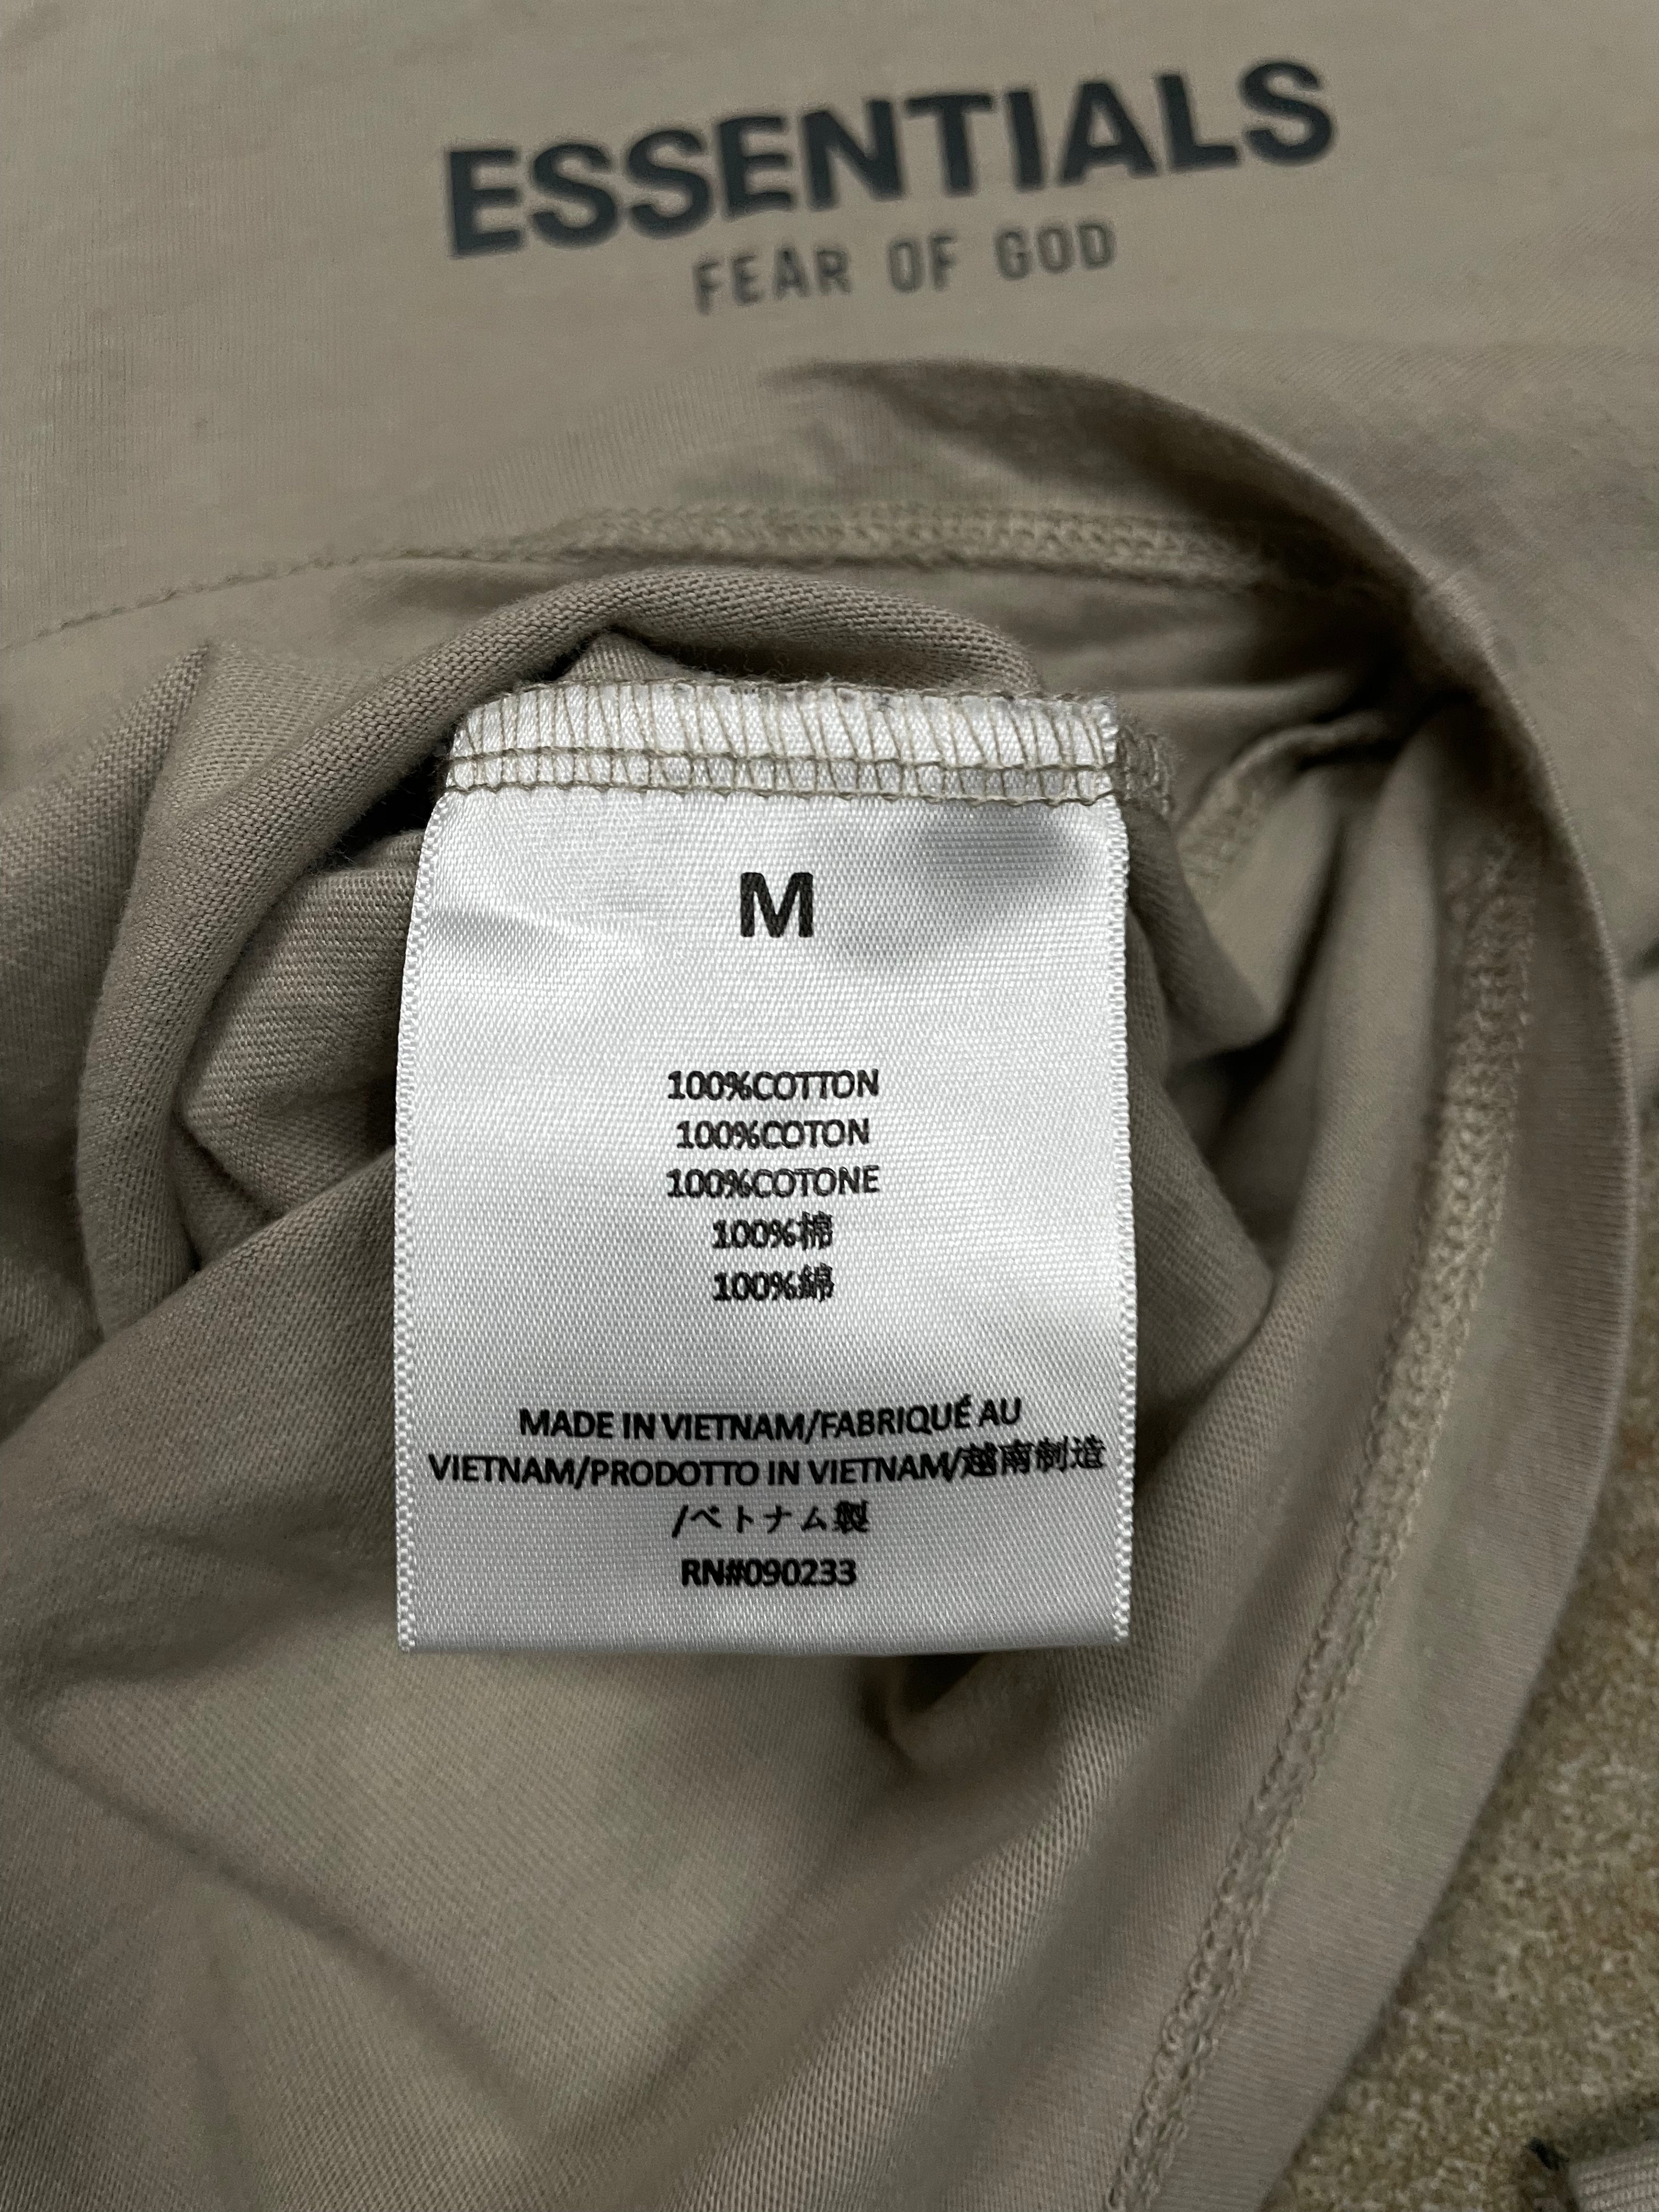 ESSENTIALS
FEAR OF GOD
M
100%COTTON
100%COTON
100%COTONE
100%棉
100%綿
MADE IN VIETNAM/FABRIQUÉ AU
VIETNAM/PRODOTTO IN VIETNAM/越南制造
/ベトナム製
RN#090233